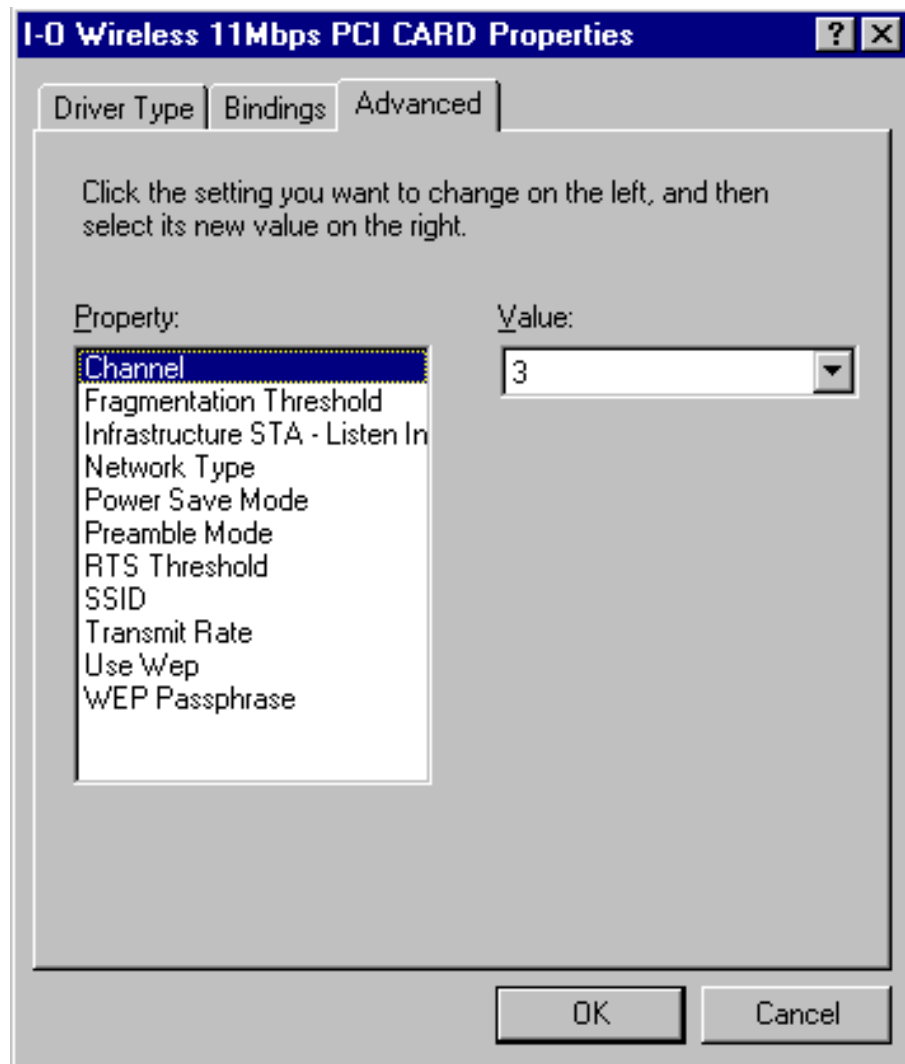 I-O Wireless 11Mbps PCI CARD Properties
Driver Type
Bindings
Advanced
Click the setting you want to change on the left, and then
select its new value on the right.
Property:
Value:
Channel
3
Fragmentation Threshold
Infrastructure STA - Listen In
Network Type
Power Save Mode
Preamble Mode
RTS Threshold
SSID
Transmit Rate
Use Wep
WEP Passphrase
OK
Cancel